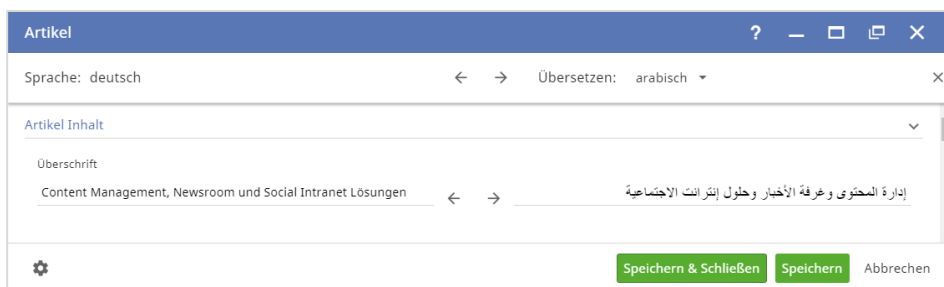 Artikel
Sprache: deutsch Übersetzen: arabisch
Artikel Inhalt
Überschrift
Content Management, Newsroom und Social Intranet Lösungen إدارة المحتوى وغرفة الأخبار وحلول إنترانت الاجتماعية
Speichern & Schließen Speichern Abbrechen